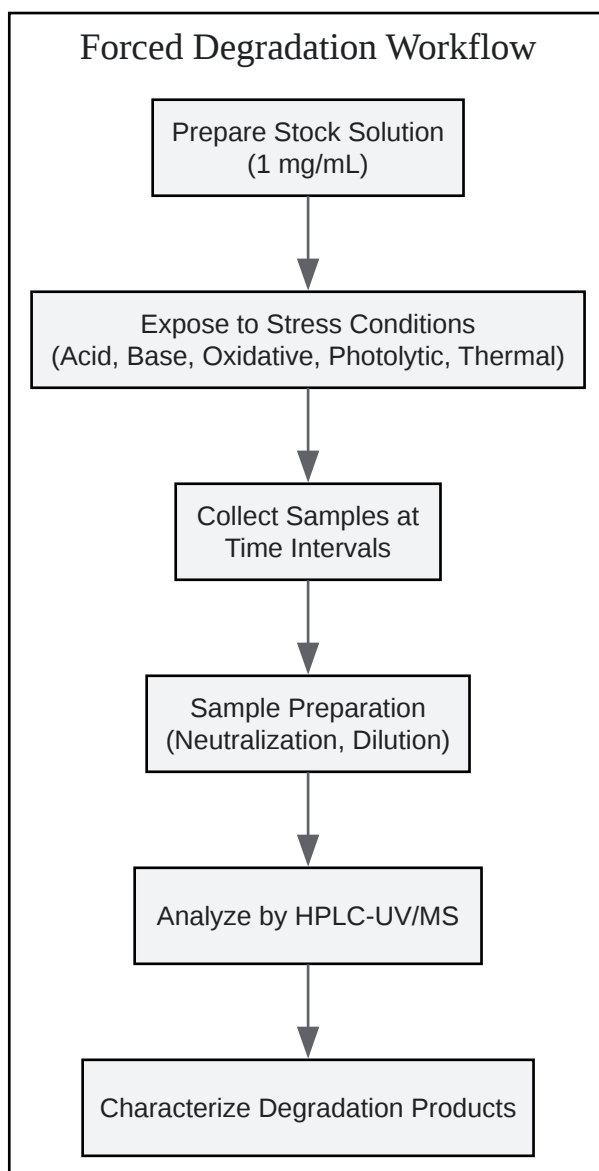 Forced Degradation Workflow
Prepare Stock Solution
(1 mg/mL)
Expose to Stress Conditions
(Acid, Base, Oxidative, Photolytic, Thermal)
Collect Samples at
Time Intervals
Sample Preparation
(Neutralization, Dilution)
Analyze by HPLC-UV/MS
Characterize Degradation Products